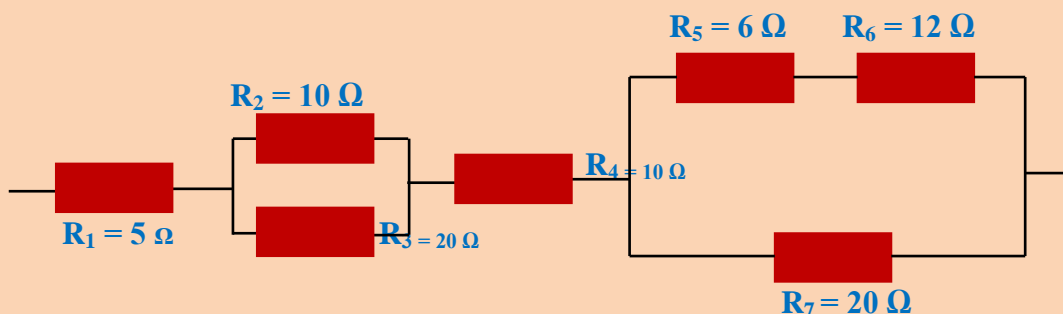 R₅ = 6 Ω
R₆ = 12 Ω
R₂ = 10 Ω
R₄ = 10 Ω
R₁ = 5 Ω
R₃ = 20 Ω
R₇ = 20 Ω